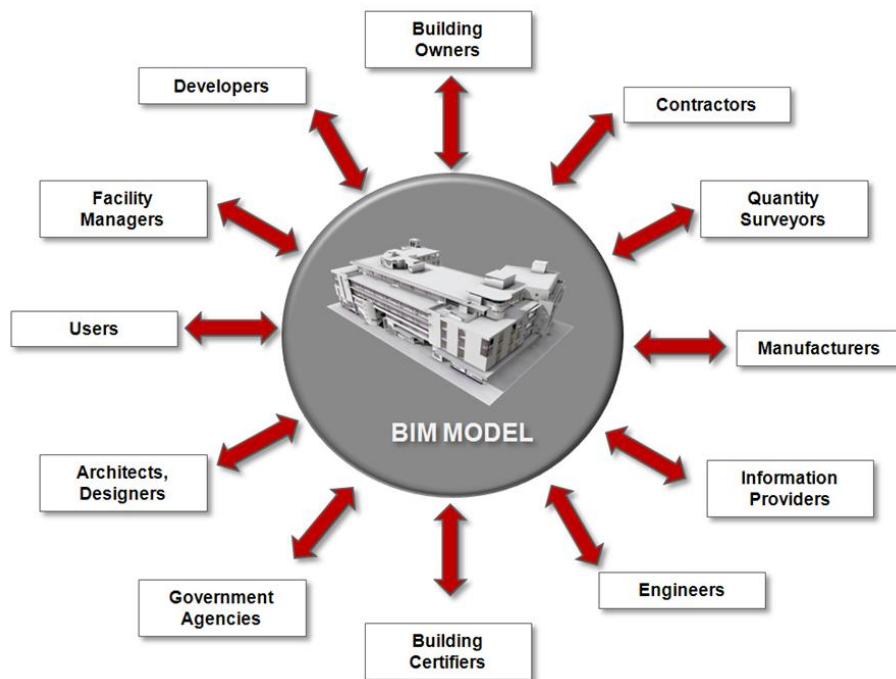 Building
Owners
Developers
Contractors
Facility
Managers
Quantity
Surveyors
Users
Manufacturers
BIM MODEL
Architects,
Designers
Information
Providers
Government
Agencies
Engineers
Building
Certifiers